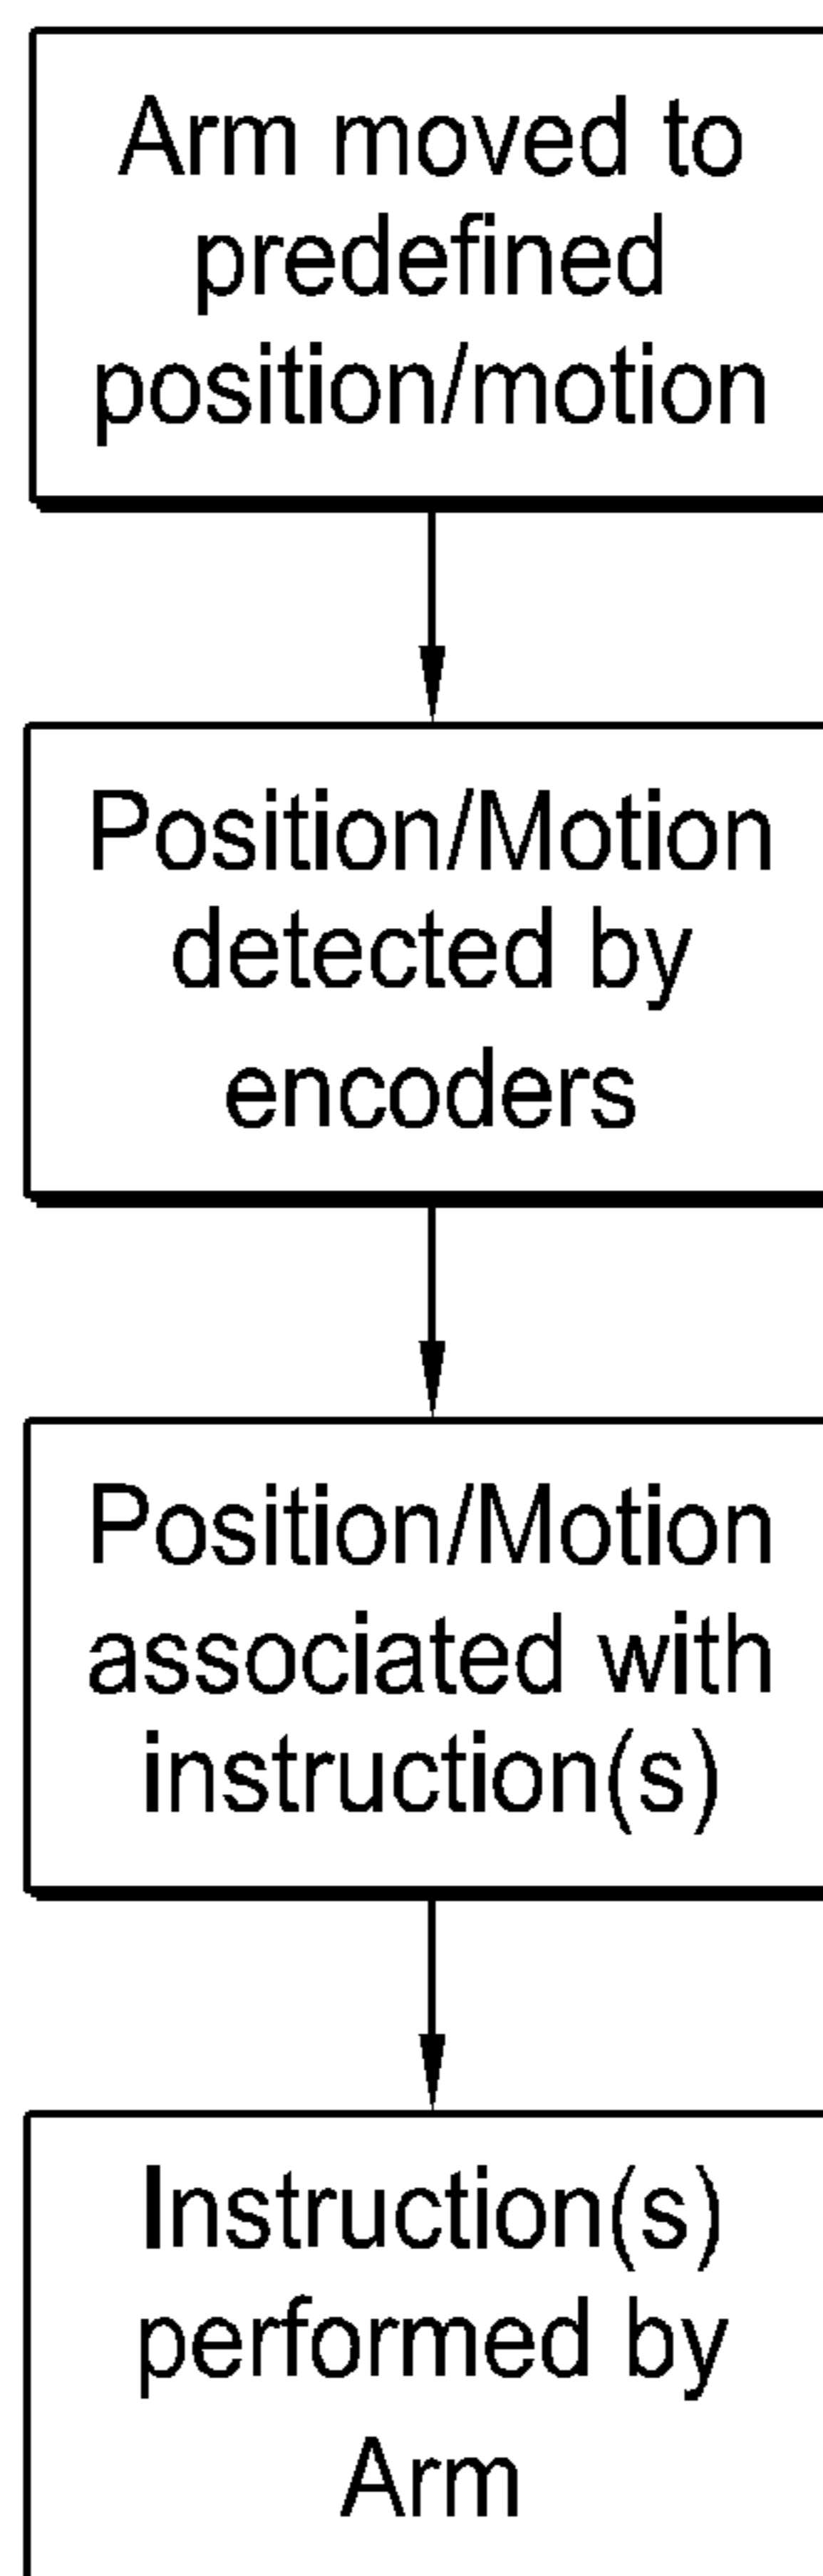 Arm moved to
predefined
position/motion
Position/Motion
detected by
encoders
Position/Motion
associated with
instruction(s)
Instruction(s)
performed by
Arm